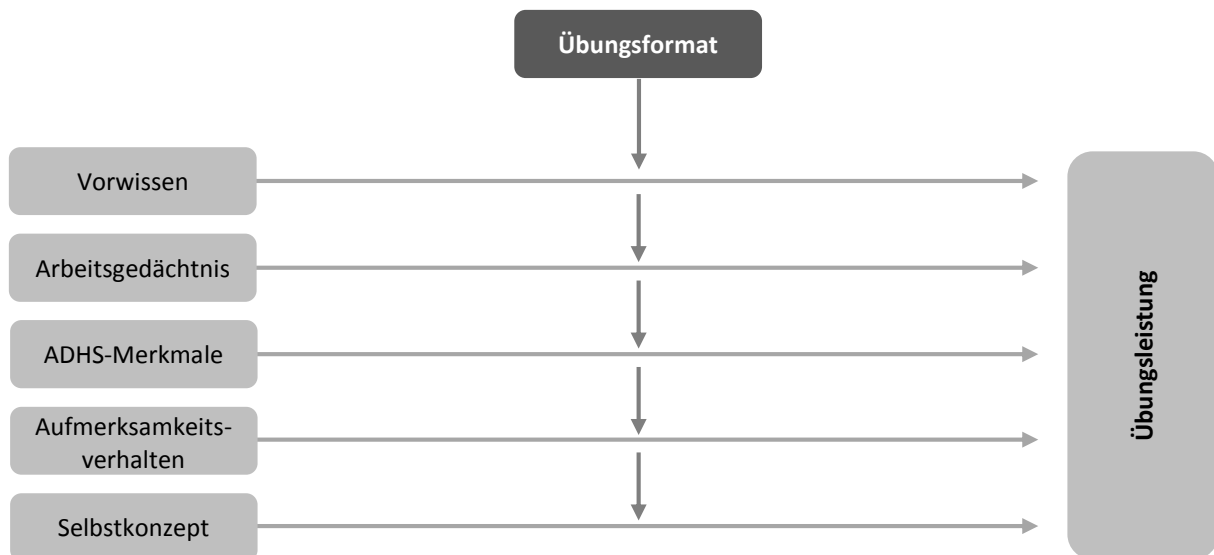 Übungsformat
Vorwissen
Arbeitsgedächtnis
ADHS-Merkmale
Aufmerksamkeits-
verhalten
Selbstkonzept
Übungsleistung